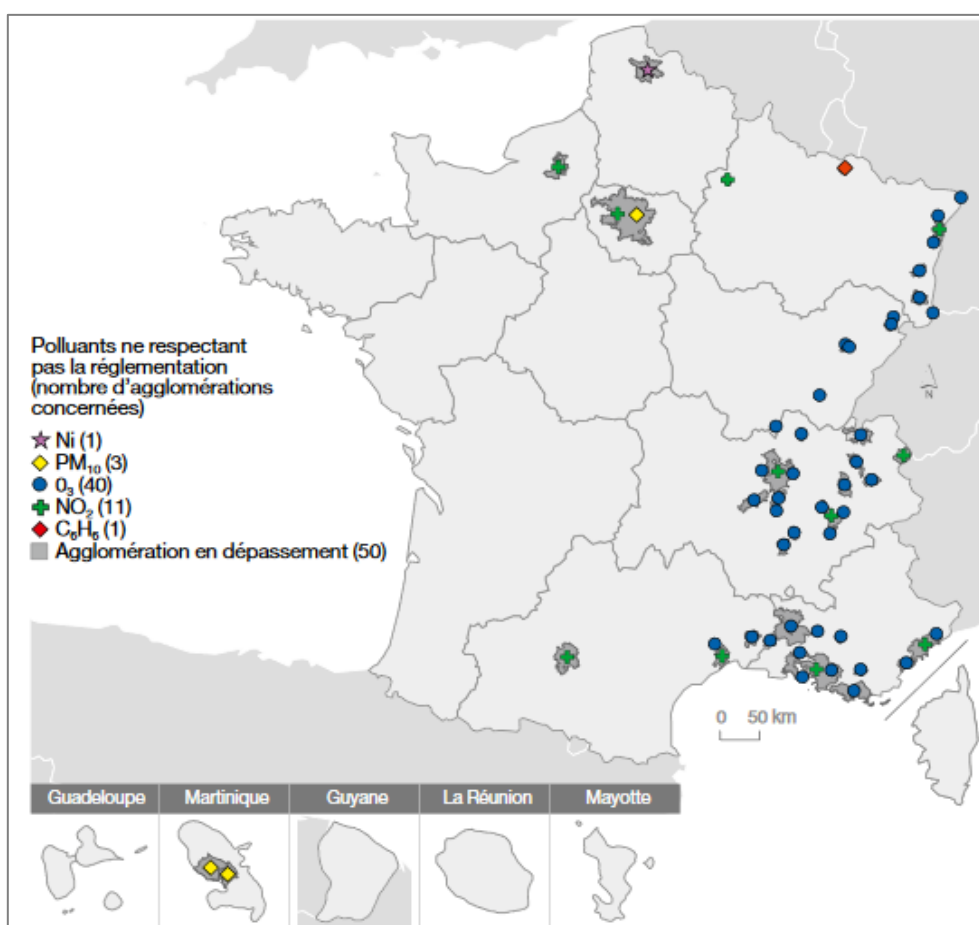 Polluants ne respectant
pas la réglementation
(nombre d'agglomérations
concernées)
Ni (1)
PM₁₀ (3)
0₃ (40)
NO₂ (11)
C₆H₆ (1)
Agglomération en dépassement (50)
N
0 50 km
Guadeloupe Martinique Guyane La Réunion Mayotte